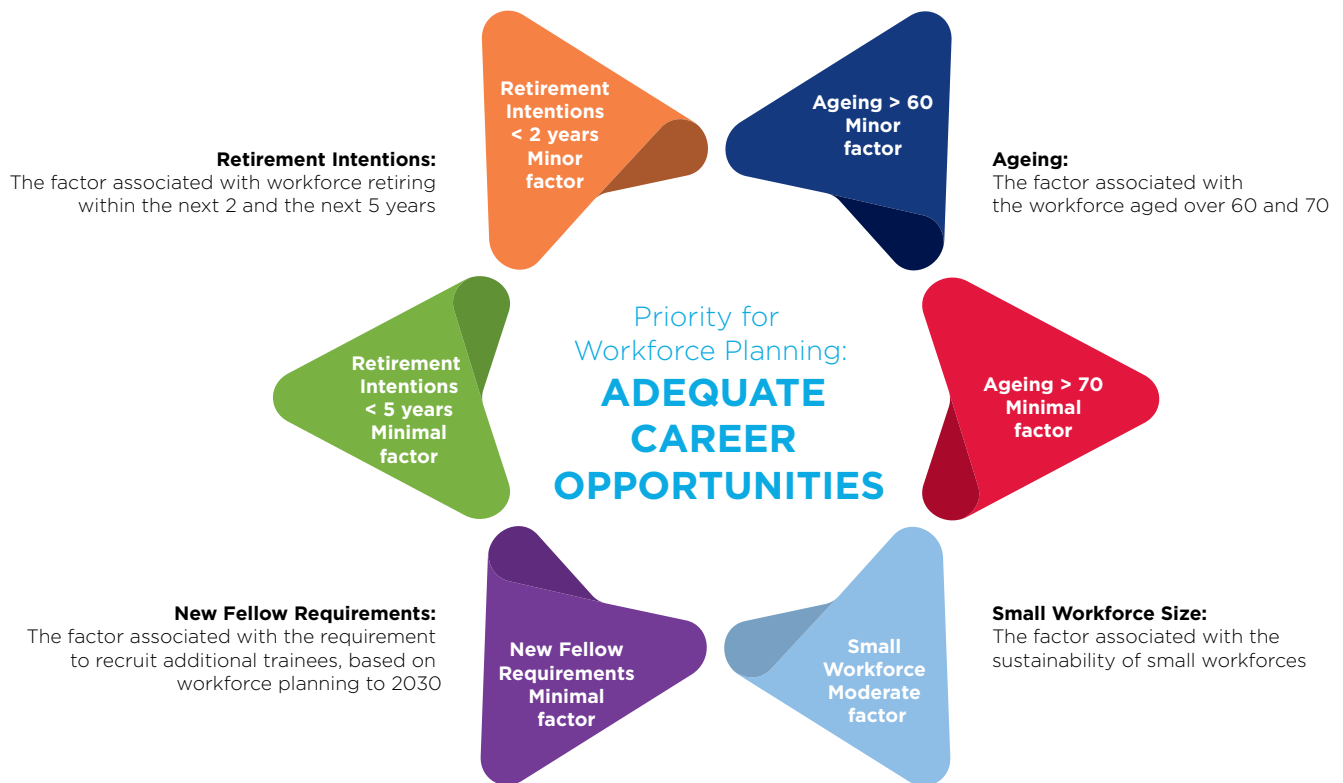 Retirement
Intentions
< 2 years
Minor
factor
Ageing > 60
Minor
factor
Retirement Intentions:
The factor associated with workforce retiring
within the next 2 and the next 5 years
Ageing:
The factor associated with
the workforce aged over 60 and 70
Retirement
Intentions
< 5 years
Minimal
factor
Priority for
Workforce Planning:
ADEQUATE
CAREER
OPPORTUNITIES
Ageing > 70
Minimal
factor
New Fellow Requirements:
The factor associated with the requirement
to recruit additional trainees, based on
workforce planning to 2030
New Fellow
Requirements
Minimal
factor
Small
Workforce
Moderate
factor
Small Workforce Size:
The factor associated with the
sustainability of small workforces